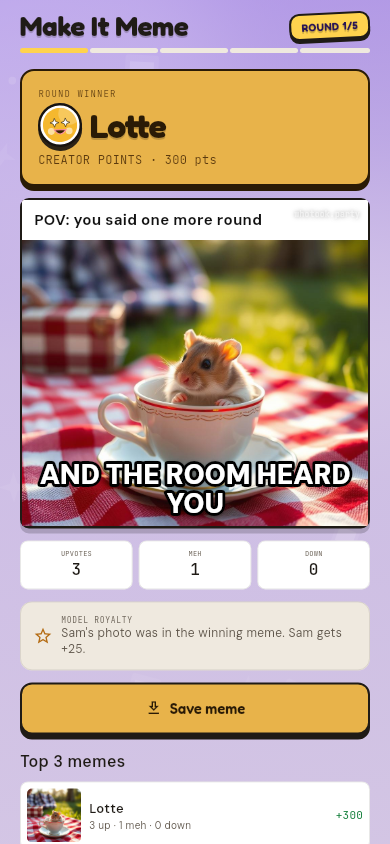 Make It Meme
ROUND 1/5
ROUND WINNER
Lotte
CREATOR POINTS · 300 pts
POV: you said one more round
AND THE ROOM HEARD
YOU
UPVOTES
3
MEH
1
DOWN
0
MODEL ROYALTY
Sam's photo was in the winning meme. Sam gets
+25.
Save meme
Top 3 memes
Lotte
3 up · 1 meh · 0 down
+300